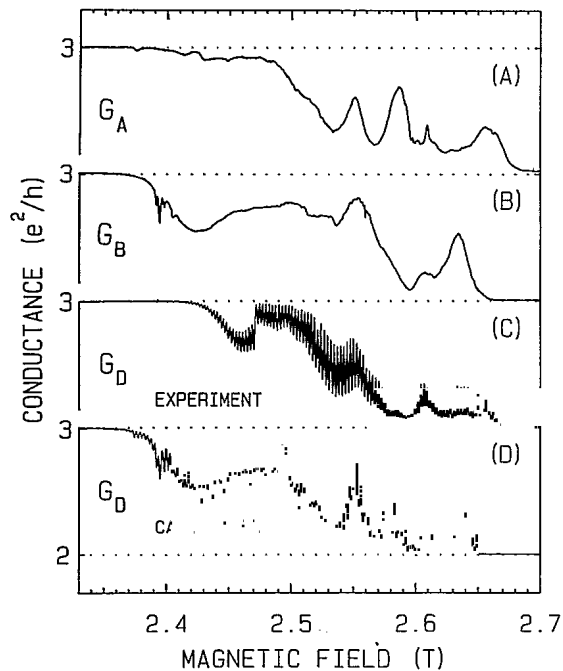 3
(A)
G_A
3
(B)
G_B
3
(C)
G_D
EXPERIMENT
3
(D)
G_D
2
CONDUCTANCE (e²/h)
2.4 2.5 2.6 2.7
MAGNETIC FIELD (T)